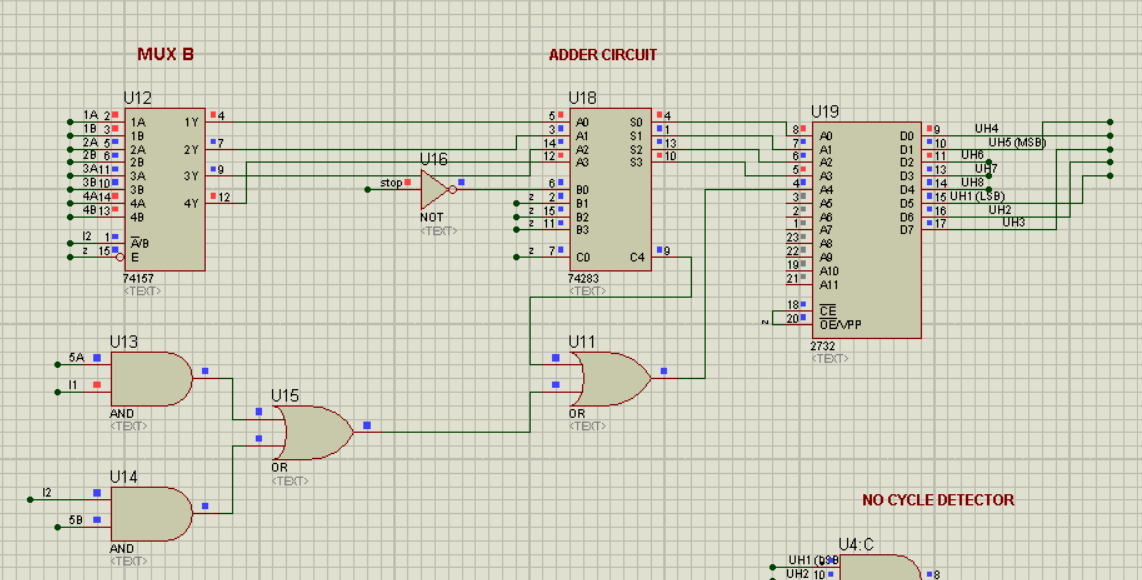 MUX B
ADDER CIRCUIT
U12
1A 2 1A 1Y 4
1B 3 1B
2A 5 2A 2Y 7
2B 6 2B
3A 11 3A 3Y 9
3B 10 3B
4A 14 4A 4Y 12
4B 13 4B
I2 1 A/B
z 15 E
74157
<TEXT>
U16
stop
NOT
<TEXT>
U18
5 A0 S0 4
3 A1 S1 1
14 A2 S2 13
12 A3 S3 10
6 B0
z 2 B1
z 15 B2
z 11 B3
z 7 C0 C4 9
74283
<TEXT>
U19
8 A0 D0 9 UH4
7 A1 D1 10 UH5 (MSB)
6 A2 D2 11 UH6
5 A3 D3 13 UH7
4 A4 D4 14 UH8
3 A5 D5 15 UH1 (LSB)
2 A6 D6 16 UH2
1 A7 D7 17 UH3
23 A8
22 A9
19 A10
21 A11
18 CE
z 20 OE/VPP
2732
<TEXT>
U13
5A
I1
AND
<TEXT>
U15
OR
<TEXT>
U11
OR
<TEXT>
U14
I2
5B
AND
<TEXT>
NO CYCLE DETECTOR
U4:C
UH1
UH2 10 8